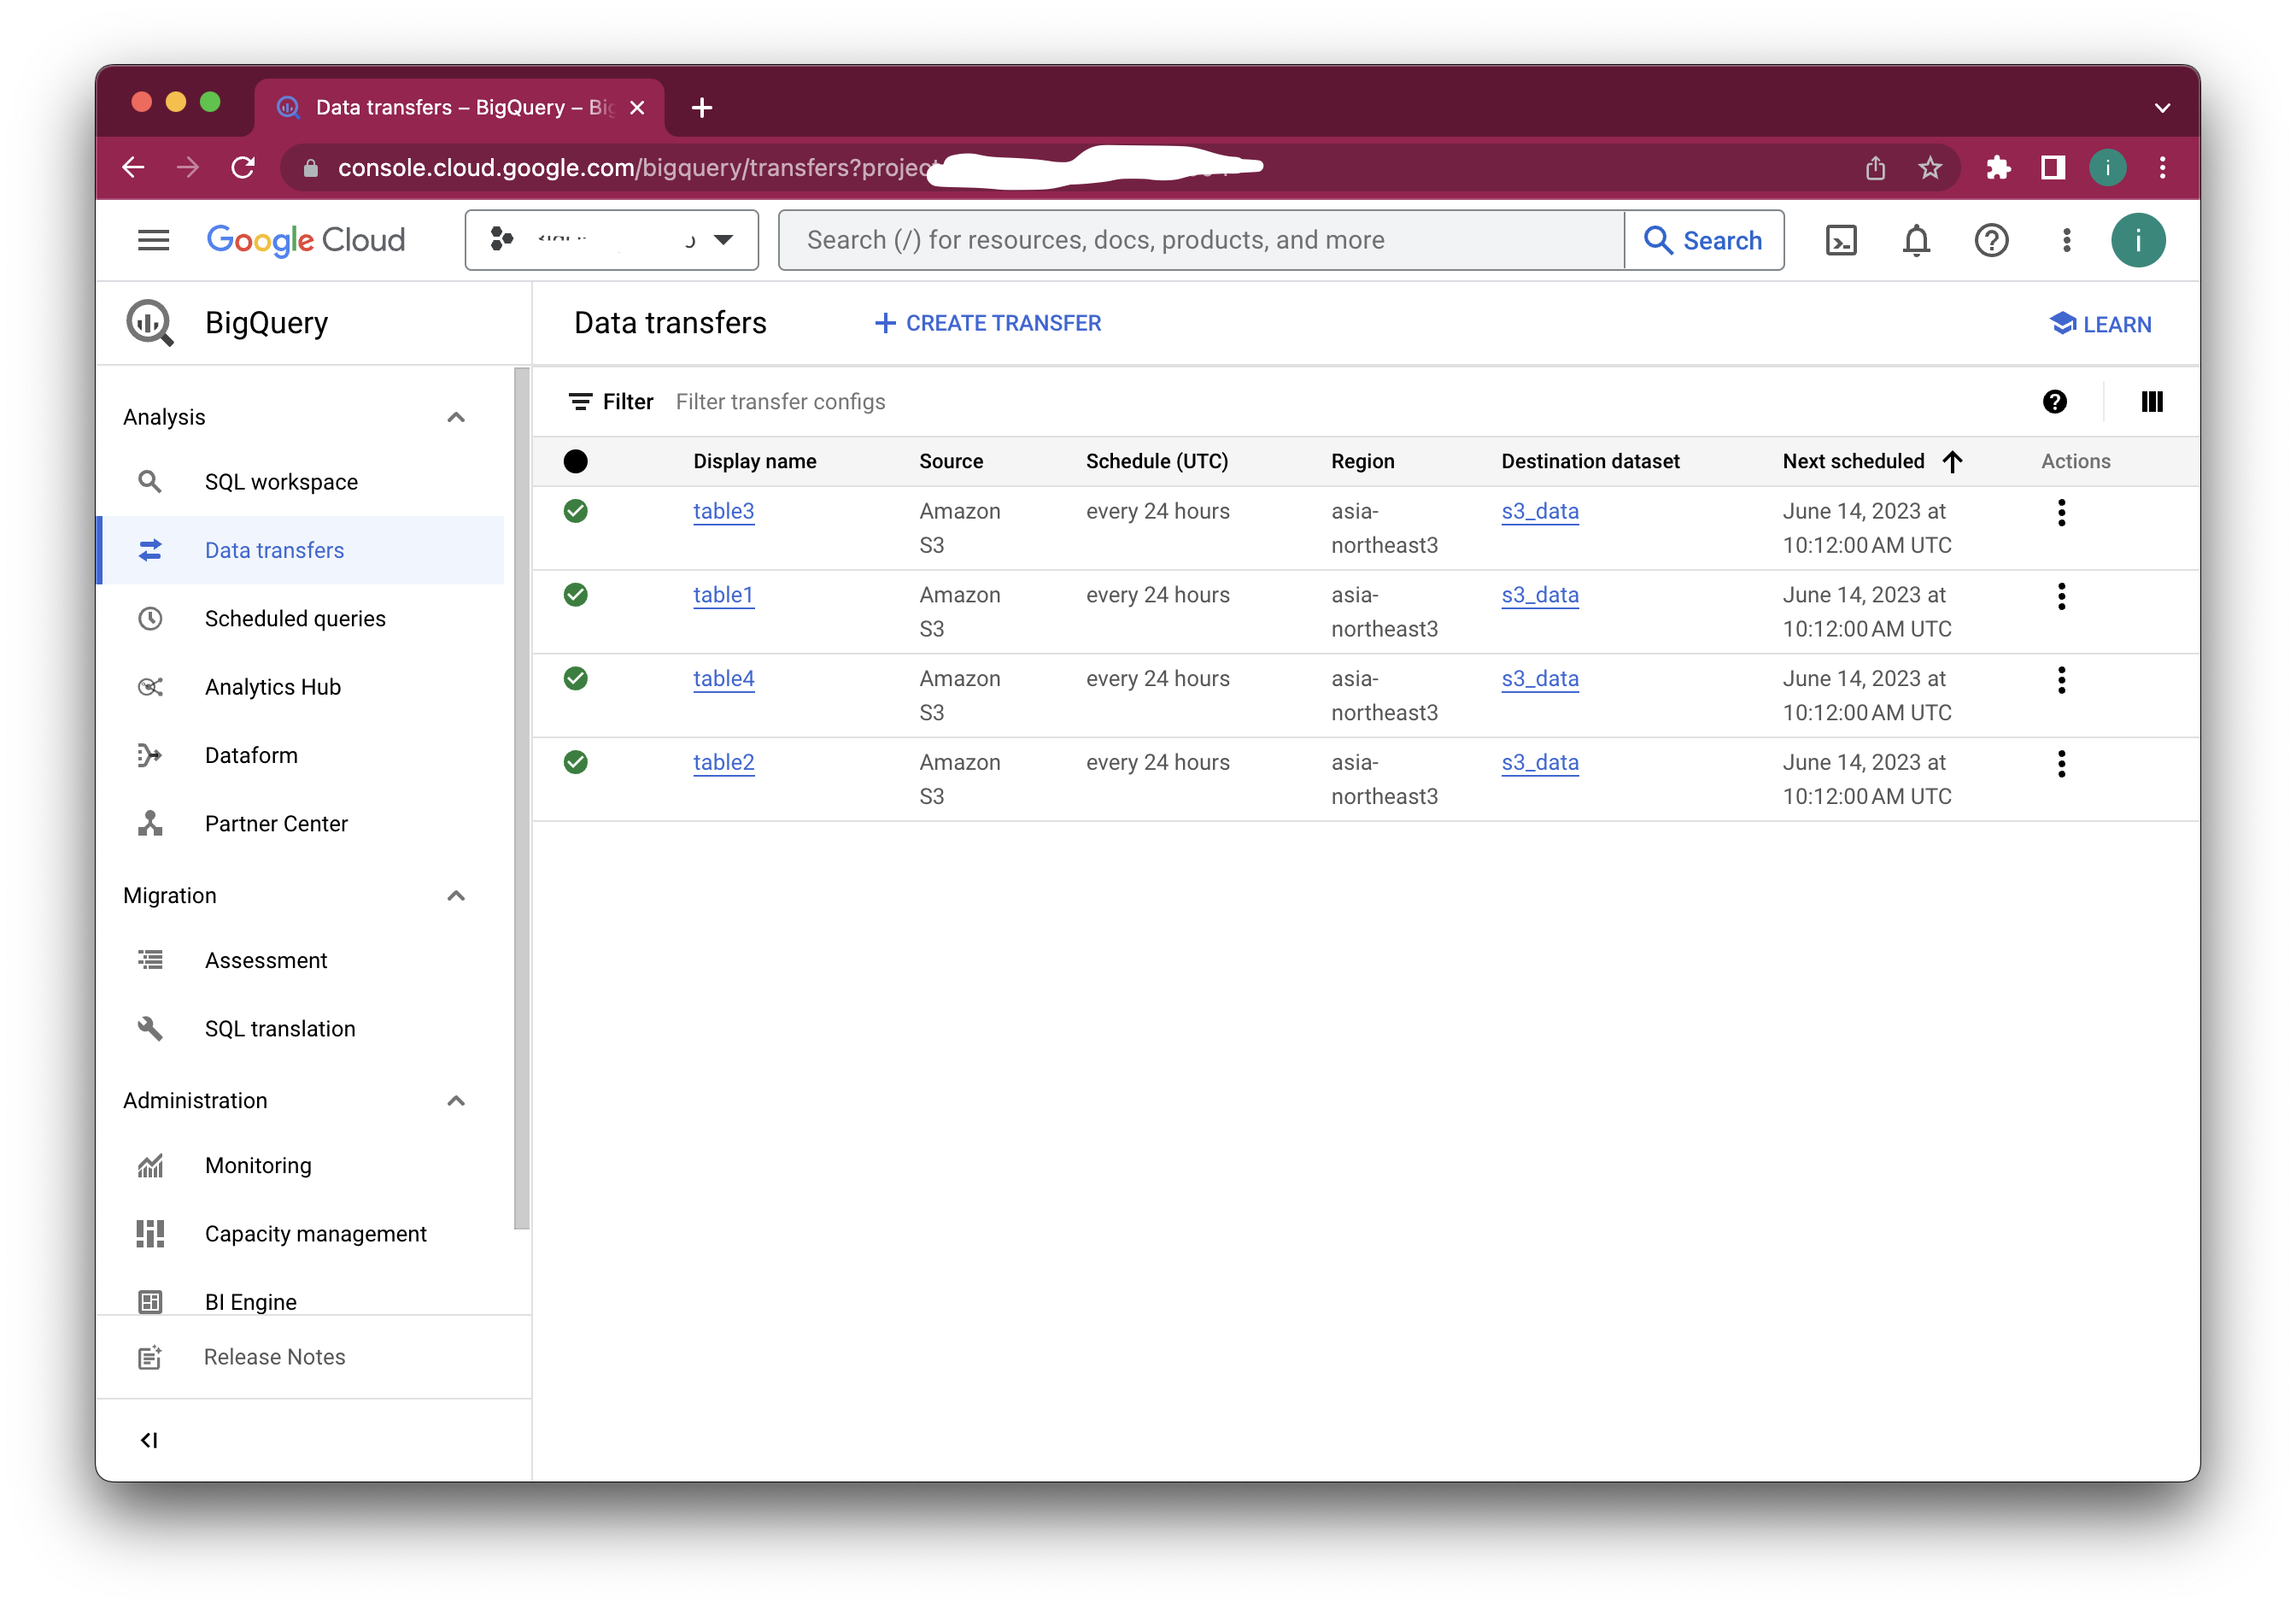 Data transfers – BigQuery – Big
console.cloud.google.com/bigquery/transfers?project
Google Cloud
Search (/) for resources, docs, products, and more
Search
i
i
BigQuery
Data transfers
CREATE TRANSFER
LEARN
Analysis
SQL workspace
Data transfers
Scheduled queries
Analytics Hub
Dataform
Partner Center
Migration
Assessment
SQL translation
Administration
Monitoring
Capacity management
BI Engine
Release Notes
Filter Filter transfer configs
Display name Source Schedule (UTC) Region Destination dataset Next scheduled Actions
table3 Amazon every 24 hours asia- s3_data June 14, 2023 at
S3 northeast3 10:12:00 AM UTC
table1 Amazon every 24 hours asia- s3_data June 14, 2023 at
S3 northeast3 10:12:00 AM UTC
table4 Amazon every 24 hours asia- s3_data June 14, 2023 at
S3 northeast3 10:12:00 AM UTC
table2 Amazon every 24 hours asia- s3_data June 14, 2023 at
S3 northeast3 10:12:00 AM UTC